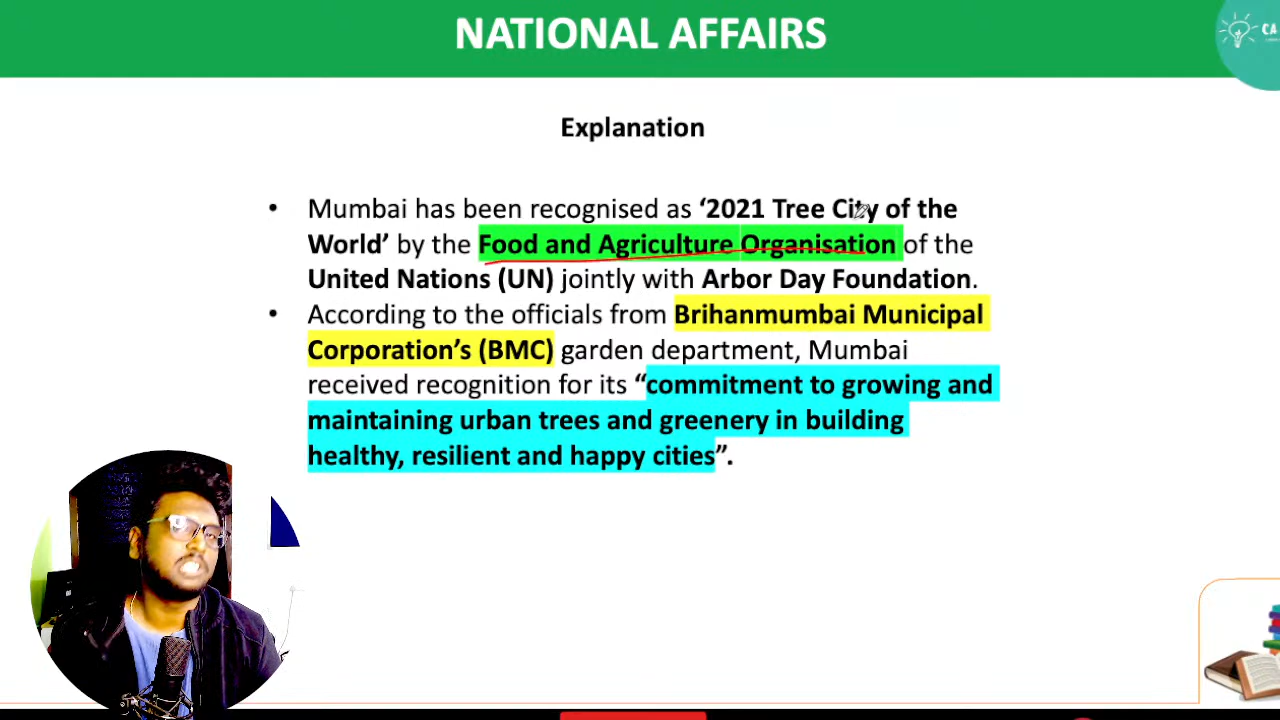 NATIONAL AFFAIRS
CA
Explanation
• Mumbai has been recognised as ‘2021 Tree City of the
World’ by the Food and Agriculture Organisation of the
United Nations (UN) jointly with Arbor Day Foundation.
• According to the officials from Brihanmumbai Municipal
Corporation’s (BMC) garden department, Mumbai
received recognition for its “commitment to growing and
maintaining urban trees and greenery in building
healthy, resilient and happy cities”.